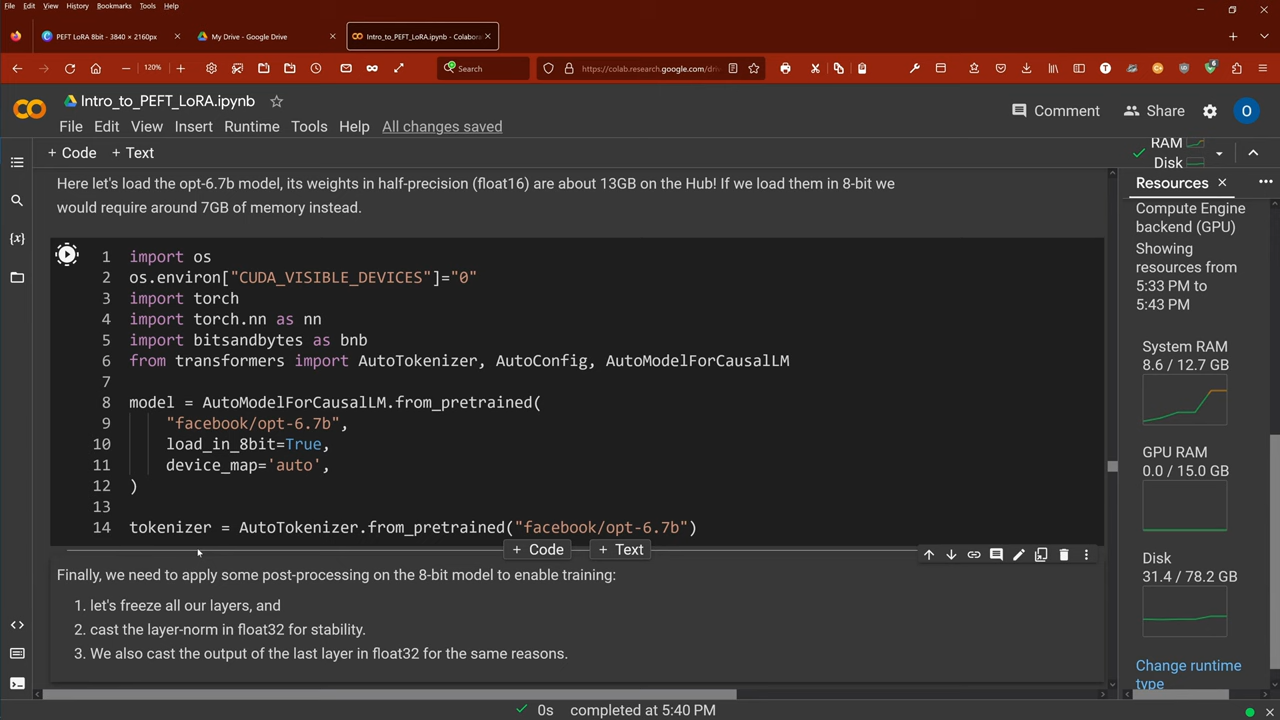 File Edit View History Bookmarks Tools Help
PEFT LoRA 8bit - 3840 × 2160px
My Drive - Google Drive
Intro_to_PEFT_LoRA.ipynb - Colabora
120%
Search
https://colab.research.google.com/driv
Intro_to_PEFT_LoRA.ipynb
Comment Share O
File Edit View Insert Runtime Tools Help All changes saved
+ Code + Text
RAM
Disk
Here let's load the opt-6.7b model, its weights in half-precision (float16) are about 13GB on the Hub! If we load them in 8-bit we
would require around 7GB of memory instead.
1 import os
2 os.environ["CUDA_VISIBLE_DEVICES"]="0"
3 import torch
4 import torch.nn as nn
5 import bitsandbytes as bnb
6 from transformers import AutoTokenizer, AutoConfig, AutoModelForCausalLM
7
8 model = AutoModelForCausalLM.from_pretrained(
9 "facebook/opt-6.7b",
10 load_in_8bit=True,
11 device_map='auto',
12 )
13
14 tokenizer = AutoTokenizer.from_pretrained("facebook/opt-6.7b")
+ Code + Text
Finally, we need to apply some post-processing on the 8-bit model to enable training:
1. let's freeze all our layers, and
2. cast the layer-norm in float32 for stability.
3. We also cast the output of the last layer in float32 for the same reasons.
Resources
Compute Engine
backend (GPU)
Showing
resources from
5:33 PM to
5:43 PM
System RAM
8.6 / 12.7 GB
GPU RAM
0.0 / 15.0 GB
Disk
31.4 / 78.2 GB
Change runtime
type
0s completed at 5:40 PM